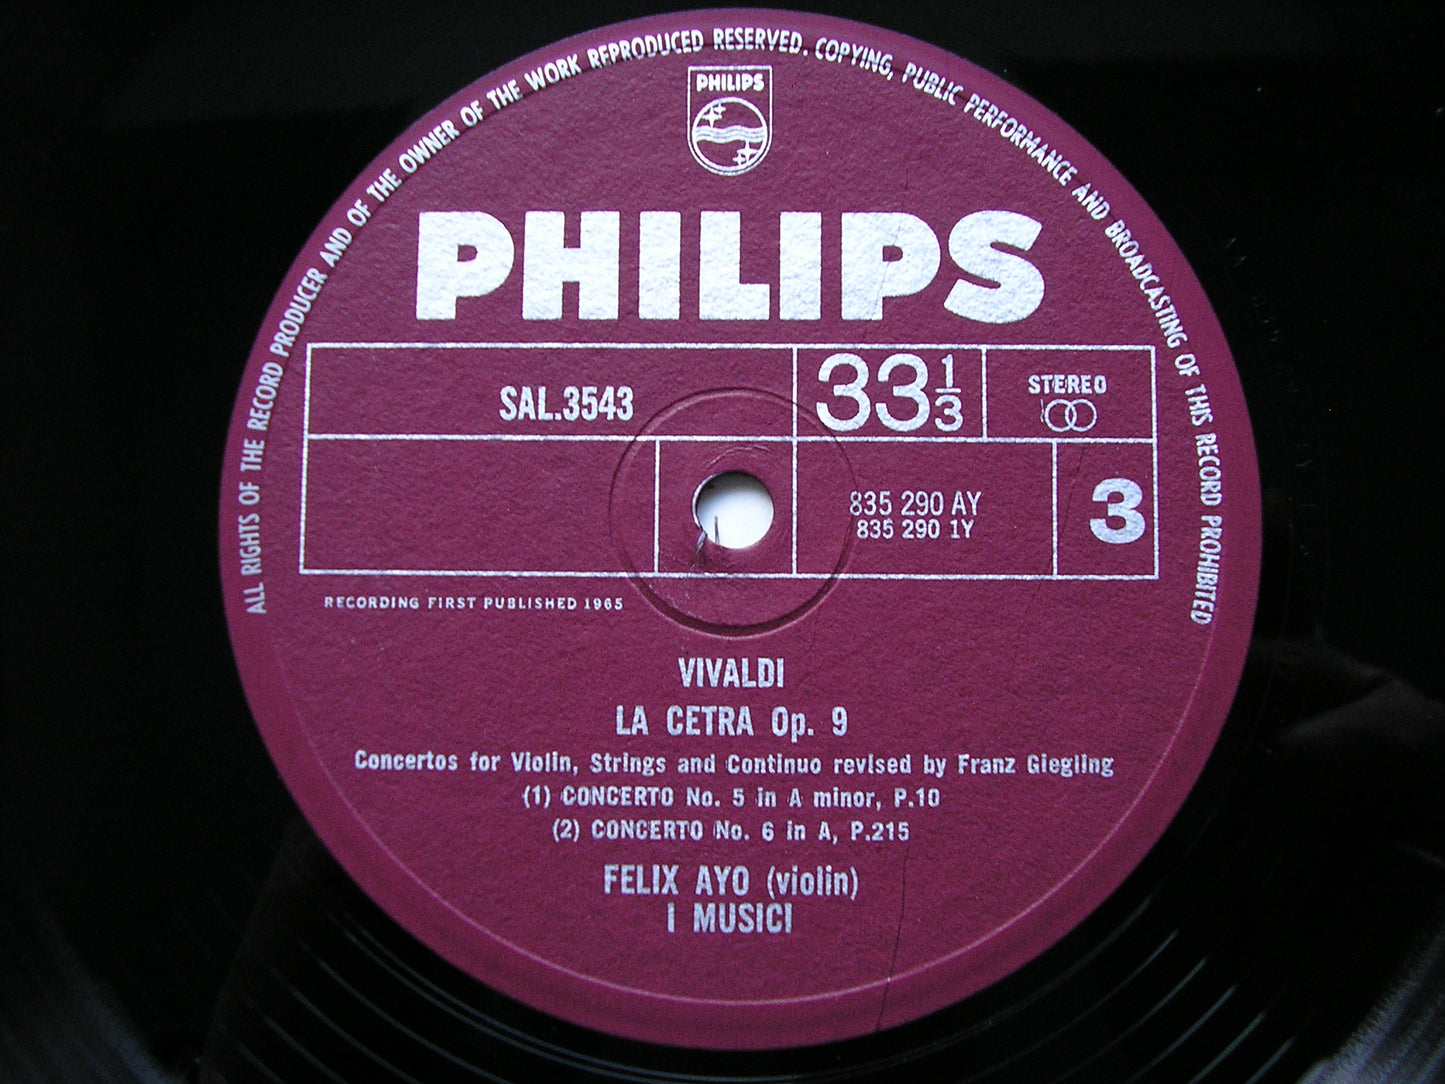 ALL RIGHTS OF THE RECORD PRODUCER AND OF THE OWNER OF THE WORK REPRODUCED RESERVED. COPYING, PUBLIC PERFORMANCE AND BROADCASTING OF THIS RECORD PROHIBITED
PHILIPS
PHILIPS
SAL.3543
33 1/3
STEREO
835 290 AY
835 290 1Y
3
RECORDING FIRST PUBLISHED 1965
VIVALDI
LA CETRA Op. 9
Concertos for Violin, Strings and Continuo revised by Franz Giegling
(1) CONCERTO No. 5 in A minor, P.10
(2) CONCERTO No. 6 in A, P.215
FELIX AYO (violin)
I MUSICI